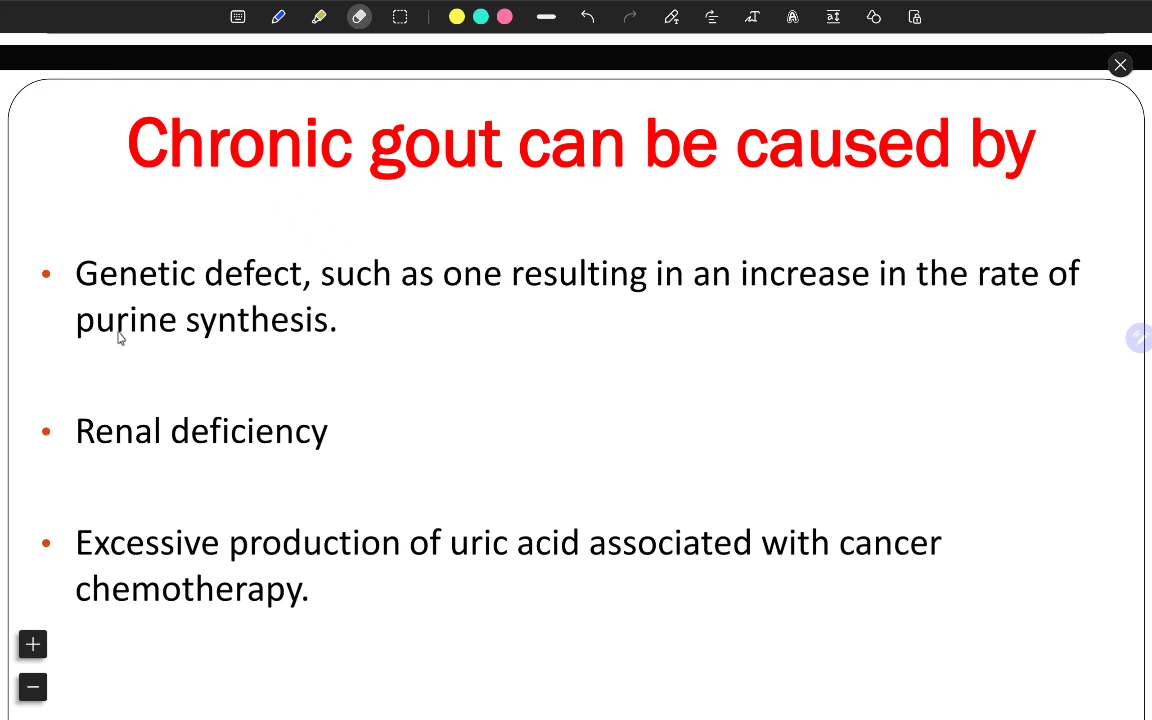 Chronic gout can be caused by
• Genetic defect, such as one resulting in an increase in the rate of
purine synthesis.
• Renal deficiency
• Excessive production of uric acid associated with cancer
chemotherapy.